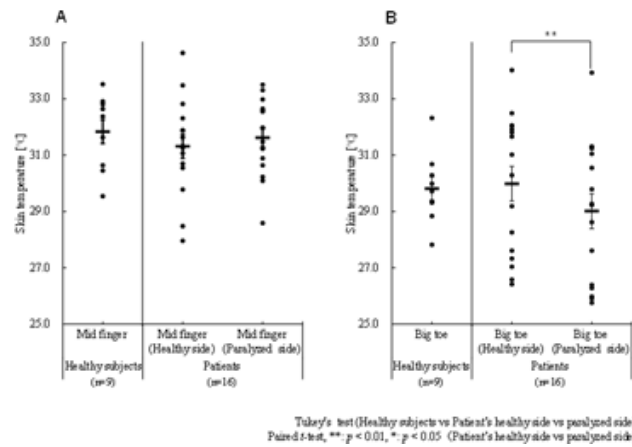 A
B
35.0
33.0
31.0
29.0
27.0
25.0
Skin temperature [℃]
Mid finger
Mid finger
(Healthy side)
Mid finger
(Paralyzed side)
Healthy subjects
(n=9)
Patients
(n=16)
**
35.0
33.0
31.0
29.0
27.0
25.0
Skin temperature [℃]
Big toe
Big toe
(Healthy side)
Big toe
(Paralyzed side)
Healthy subjects
(n=9)
Patients
(n=16)
Tukey's test (Healthy subjects vs Patient's healthy side vs paralyzed side
Paired t-test, **: p < 0.01, *: p < 0.05 (Patient's healthy side vs paralyzed side